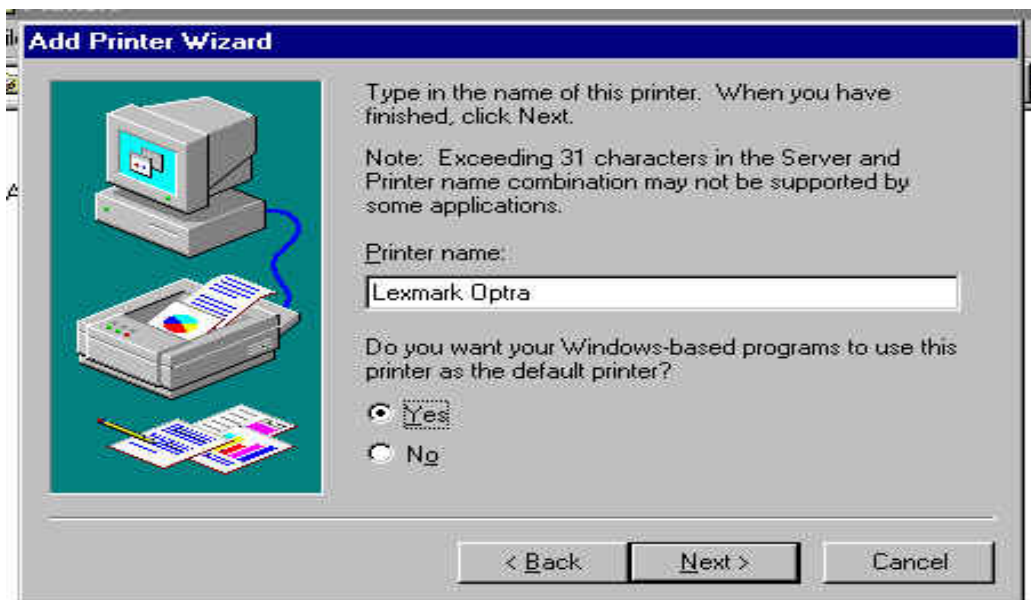 Add Printer Wizard
Type in the name of this printer. When you have
finished, click Next.
Note: Exceeding 31 characters in the Server and
Printer name combination may not be supported by
some applications.
Printer name:
Lexmark Optra
Do you want your Windows-based programs to use this
printer as the default printer?
Yes
No
< Back
Next >
Cancel